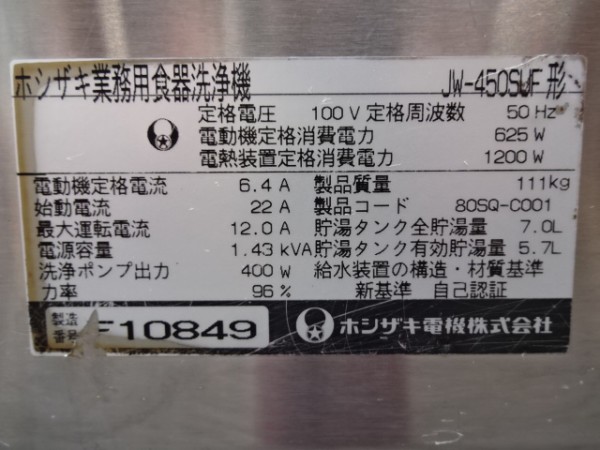 ホシザキ業務用食器洗浄機 JW-450SUF形
定格電圧 100V 定格周波数 50Hz
電動機定格消費電力 625W
電熱装置定格消費電力 1200W
電動機定格電流 6.4A 製品質量 111kg
始動電流 22A 製品コード 80SQ-C001
最大運転電流 12.0A 貯湯タンク全貯湯量 7.0L
電源容量 1.43kVA 貯湯タンク有効貯湯量 5.7L
洗浄ポンプ出力 400W 給水装置の構造・材質基準
力率 96% 新基準 自己認証
製造番号 F10849 ホシザキ電機株式会社